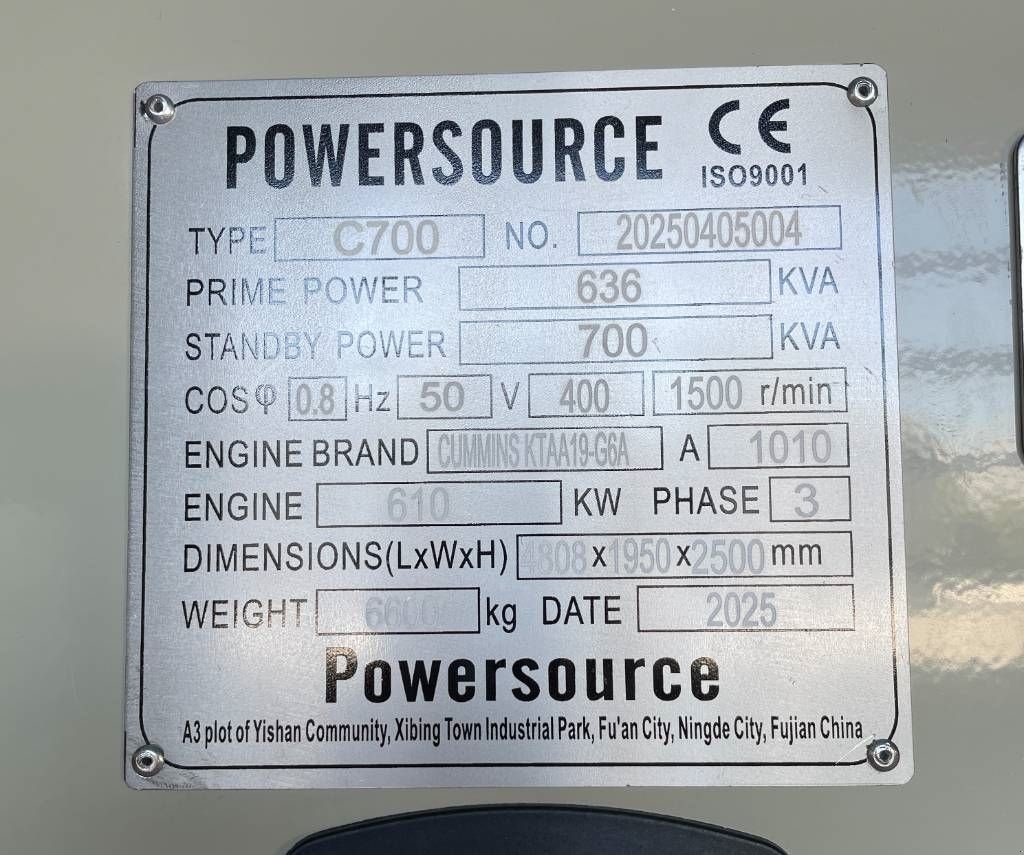 POWERSOURCE CE
ISO9001
TYPE C700 NO. 20250405004
PRIME POWER 636 KVA
STANDBY POWER 700 KVA
COSφ 0.8 Hz 50 V 400 1500 r/min
ENGINE BRAND CUMMINS KTAA19-G6A A 1010
ENGINE 610 KW PHASE 3
DIMENSIONS(LxWxH) 4808x1950x2500 mm
WEIGHT 6600 kg DATE 2025
Powersource
A3 plot of Yishan Community, Xibing Town Industrial Park, Fu'an City, Ningde City, Fujian China